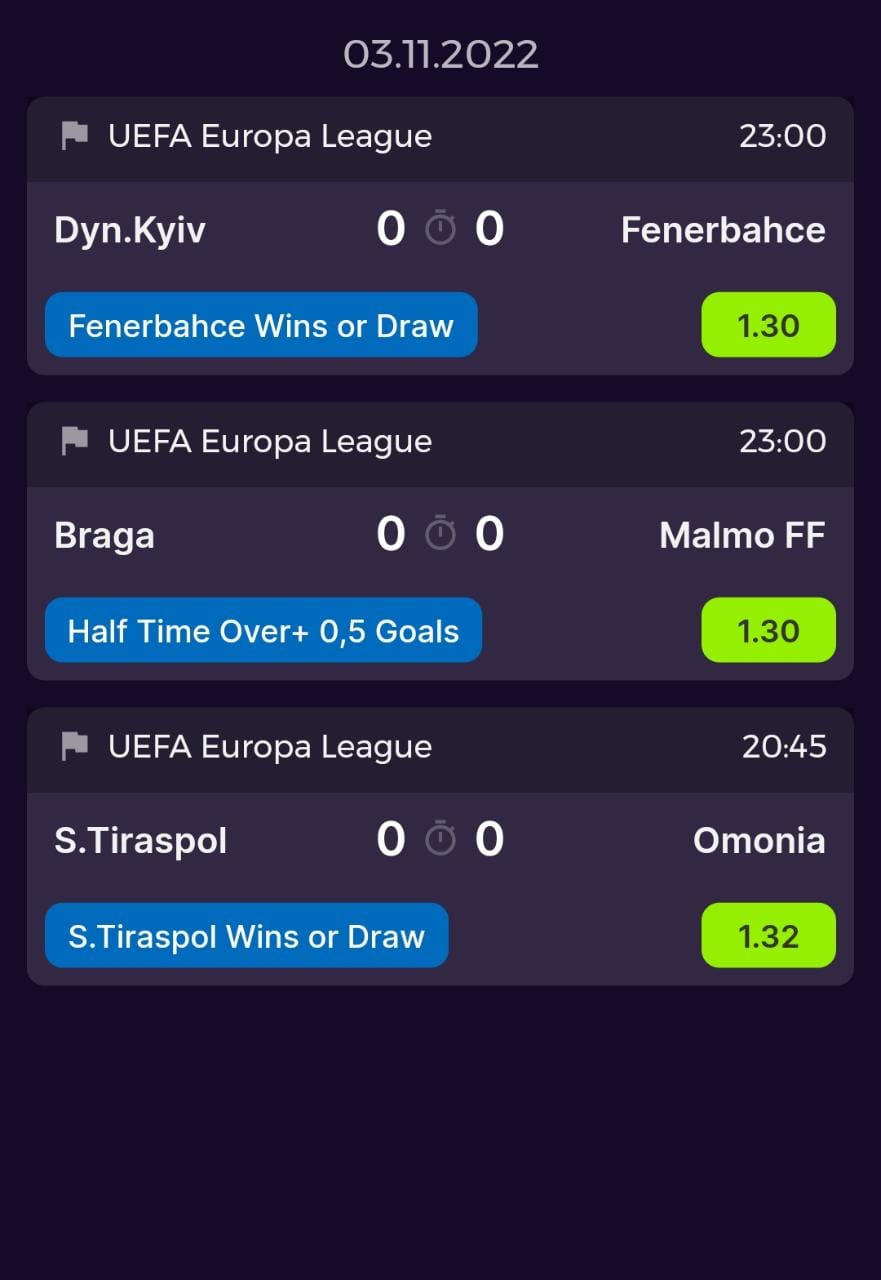 03.11.2022
UEFA Europa League 23:00
Dyn.Kyiv 0 0 Fenerbahce
Fenerbahce Wins or Draw 1.30
UEFA Europa League 23:00
Braga 0 0 Malmo FF
Half Time Over+ 0,5 Goals 1.30
UEFA Europa League 20:45
S.Tiraspol 0 0 Omonia
S.Tiraspol Wins or Draw 1.32